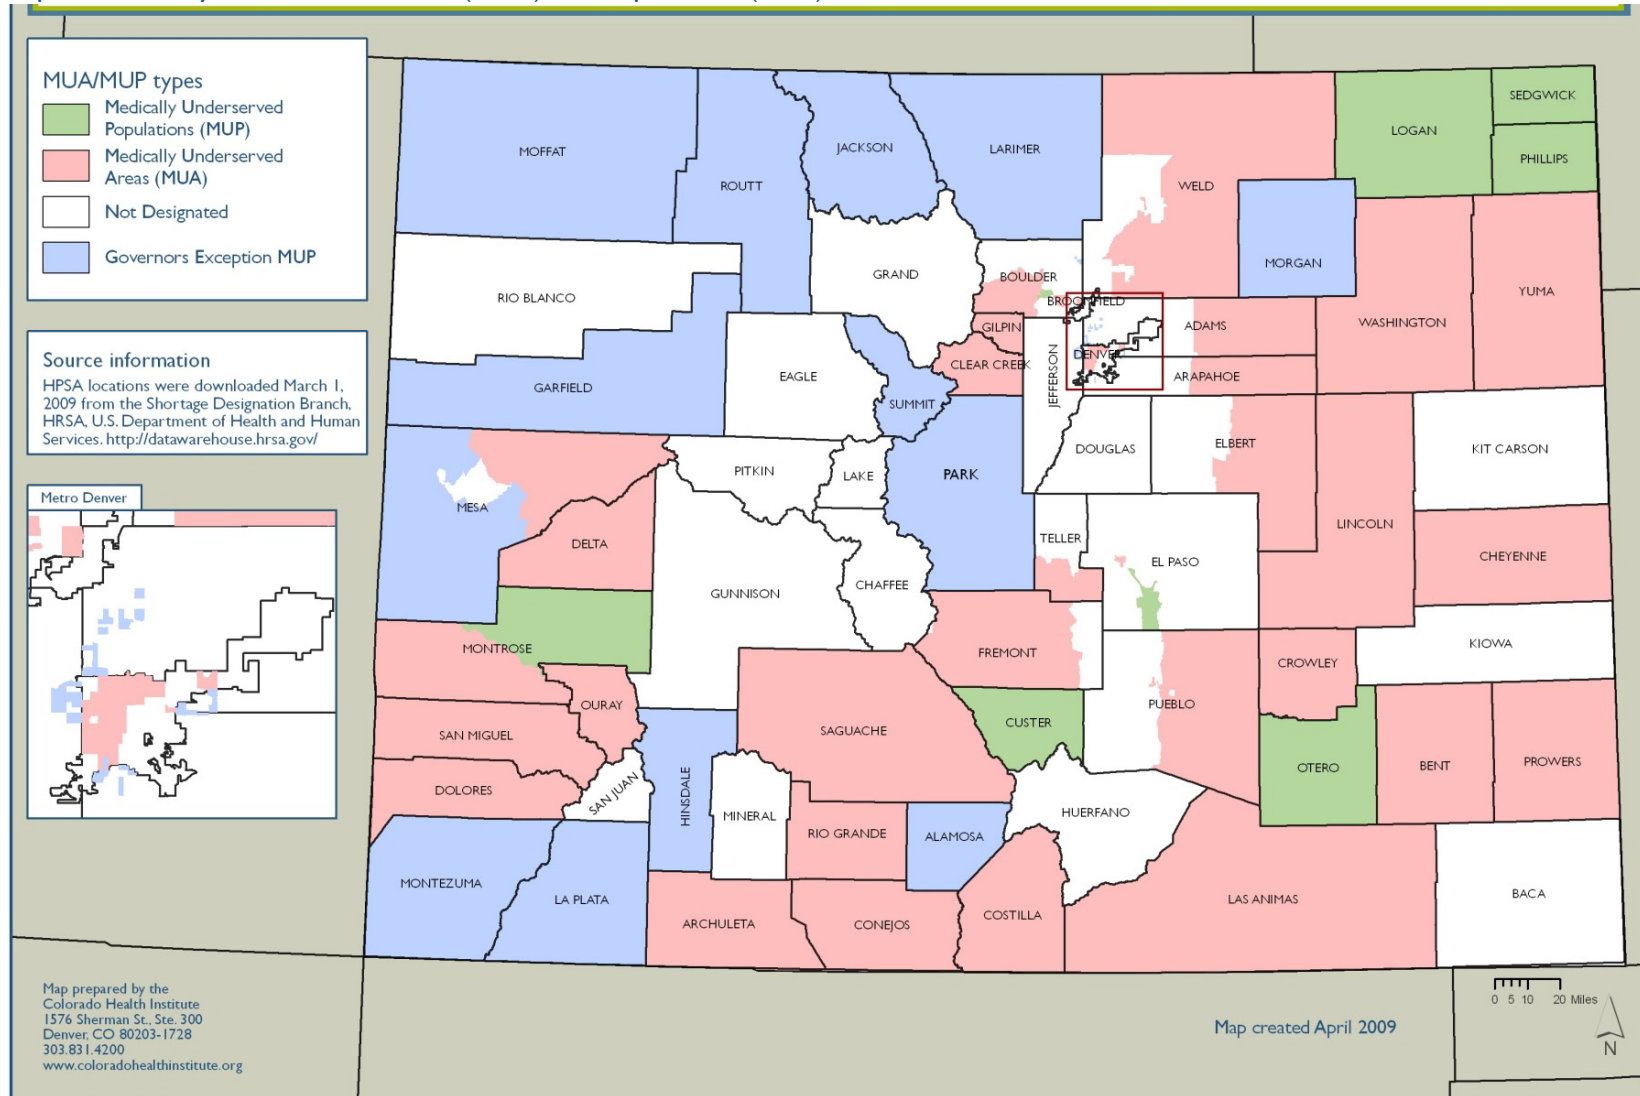 MUA/MUP types
Medically Underserved
Populations (MUP)
Medically Underserved
Areas (MUA)
Not Designated
Governors Exception MUP
Source information
HPSA locations were downloaded March 1,
2009 from the Shortage Designation Branch,
HRSA, U.S. Department of Health and Human
Services. http://datawarehouse.hrsa.gov/
Metro Denver
MOFFAT
ROUTT
JACKSON
LARIMER
WELD
LOGAN
SEDGWICK
PHILLIPS
MORGAN
RIO BLANCO
GRAND
BOULDER
BROOMFIELD
GILPIN
CLEAR CREEK
JEFFERSON
DENVER
ADAMS
ARAPAHOE
WASHINGTON
YUMA
GARFIELD
EAGLE
SUMMIT
MESA
PITKIN
LAKE
PARK
DOUGLAS
ELBERT
KIT CARSON
DELTA
GUNNISON
CHAFFEE
TELLER
EL PASO
LINCOLN
CHEYENNE
MONTROSE
FREMONT
CROWLEY
KIOWA
OURAY
SAN MIGUEL
SAGUACHE
CUSTER
PUEBLO
OTERO
BENT
PROWERS
DOLORES
SAN JUAN
HINSDALE
MINERAL
RIO GRANDE
ALAMOSA
HUERFANO
MONTEZUMA
LA PLATA
ARCHULETA
CONEJOS
COSTILLA
LAS ANIMAS
BACA
Map prepared by the
Colorado Health Institute
1576 Sherman St., Ste. 300
Denver, CO 80203-1728
303.831.4200
www.coloradohealthinstitute.org
Map created April 2009
0 5 10 20 Miles
N